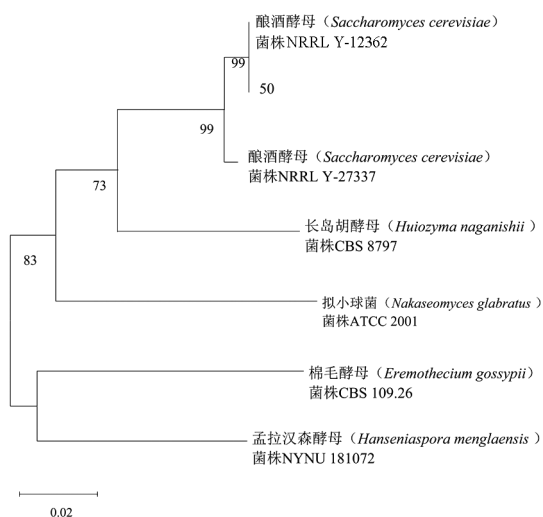 酿酒酵母（Saccharomyces cerevisiae）
菌株NRRL Y-12362
99
50
99
酿酒酵母（Saccharomyces cerevisiae）
菌株NRRL Y-27337
73
长岛胡酵母（Huiozyma naganishii ）
菌株CBS 8797
83
拟小球菌（Nakaseomyces glabratus ）
菌株ATCC 2001
棉毛酵母（Eremothecium gossypii）
菌株CBS 109.26
孟拉汉森酵母（Hanseniaspora menglaensis）
菌株NYNU 181072
0.02